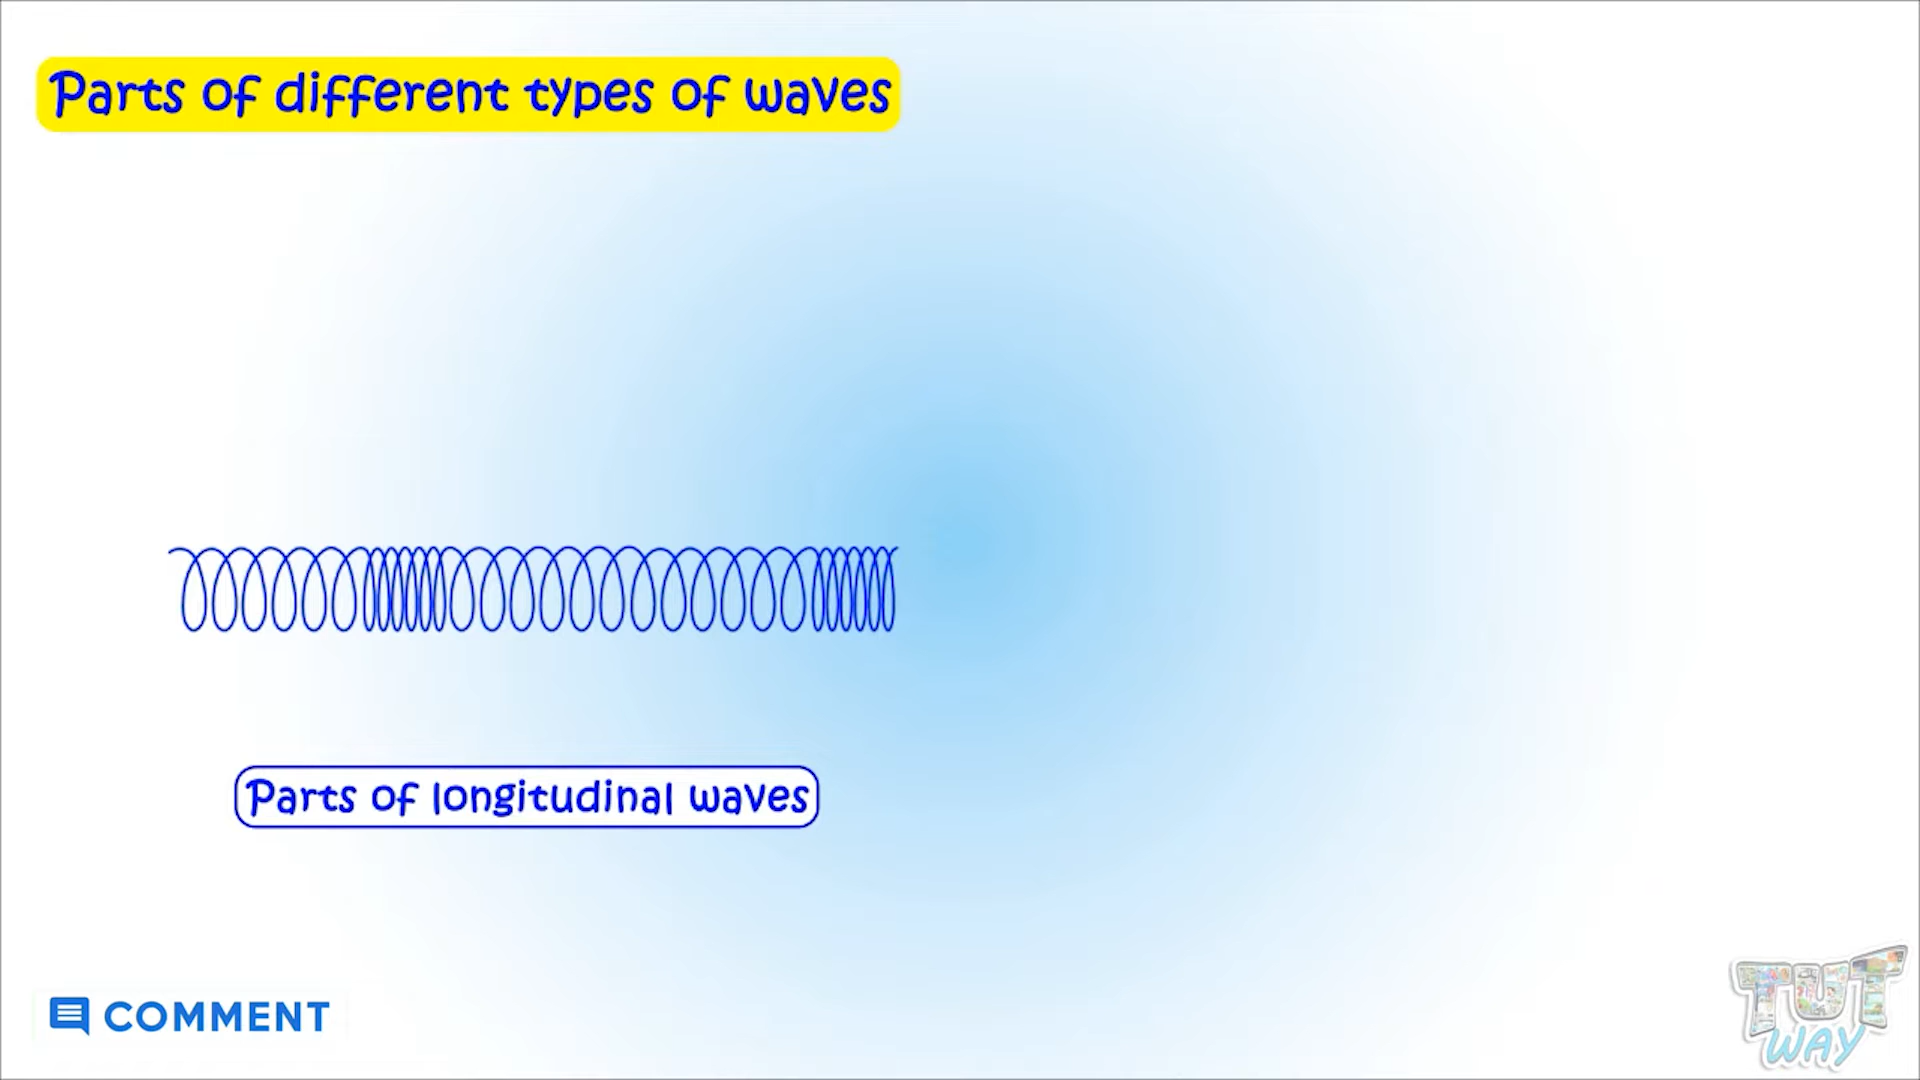 Parts of different types of waves
Parts of longitudinal waves
COMMENT
TUT
WAY